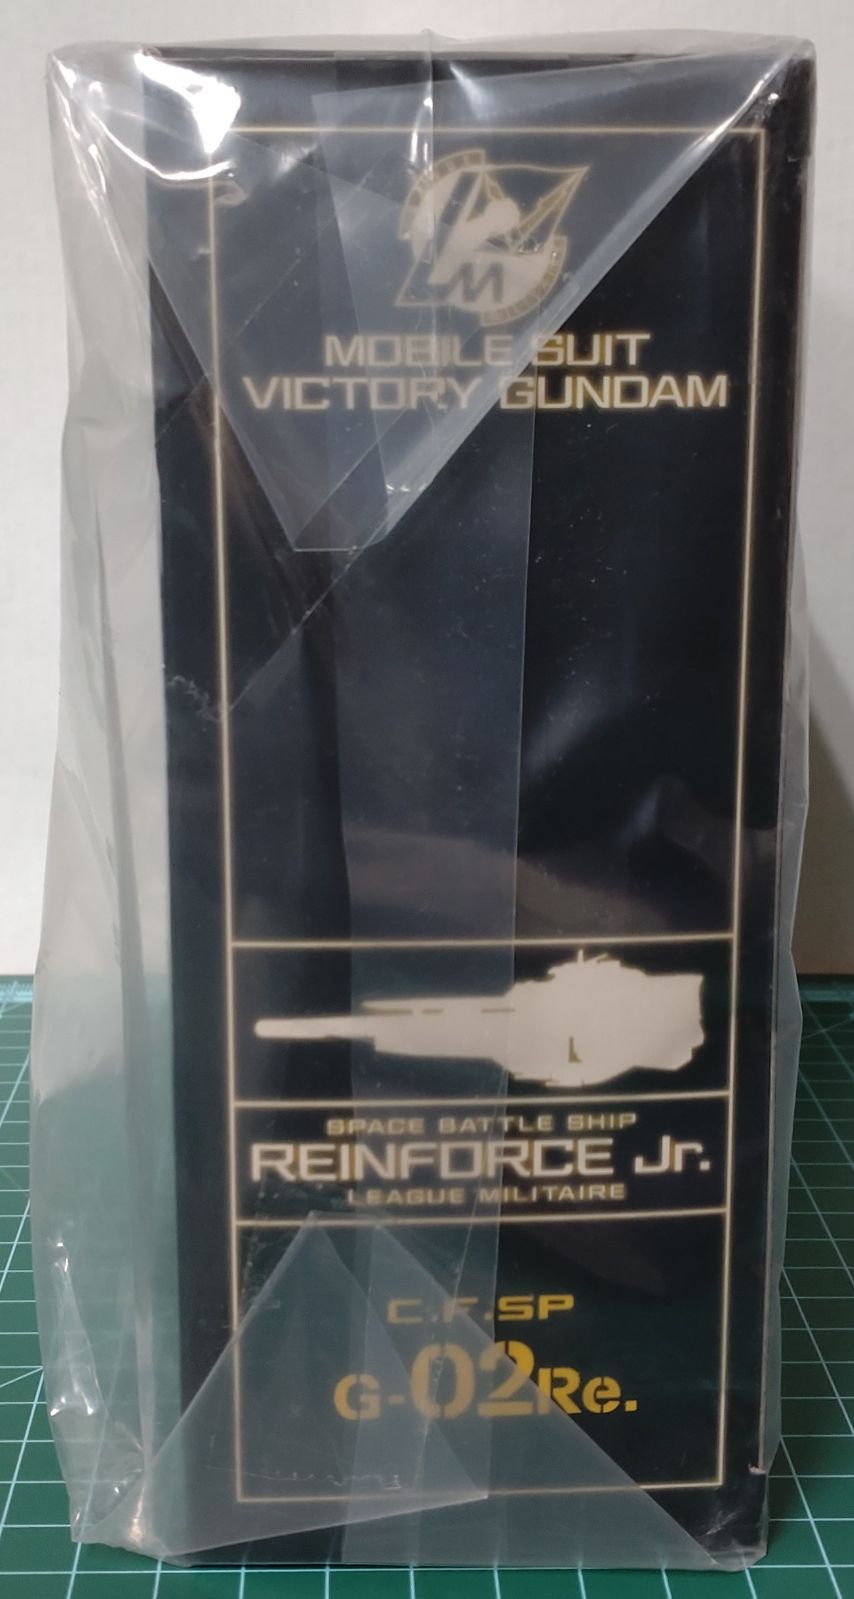 M
MOBILE SUIT
VICTORY GUNDAM
SPACE BATTLE SHIP
REINFORCE Jr.
LEAGUE MILITAIRE
C.F.SP
G-02Re.